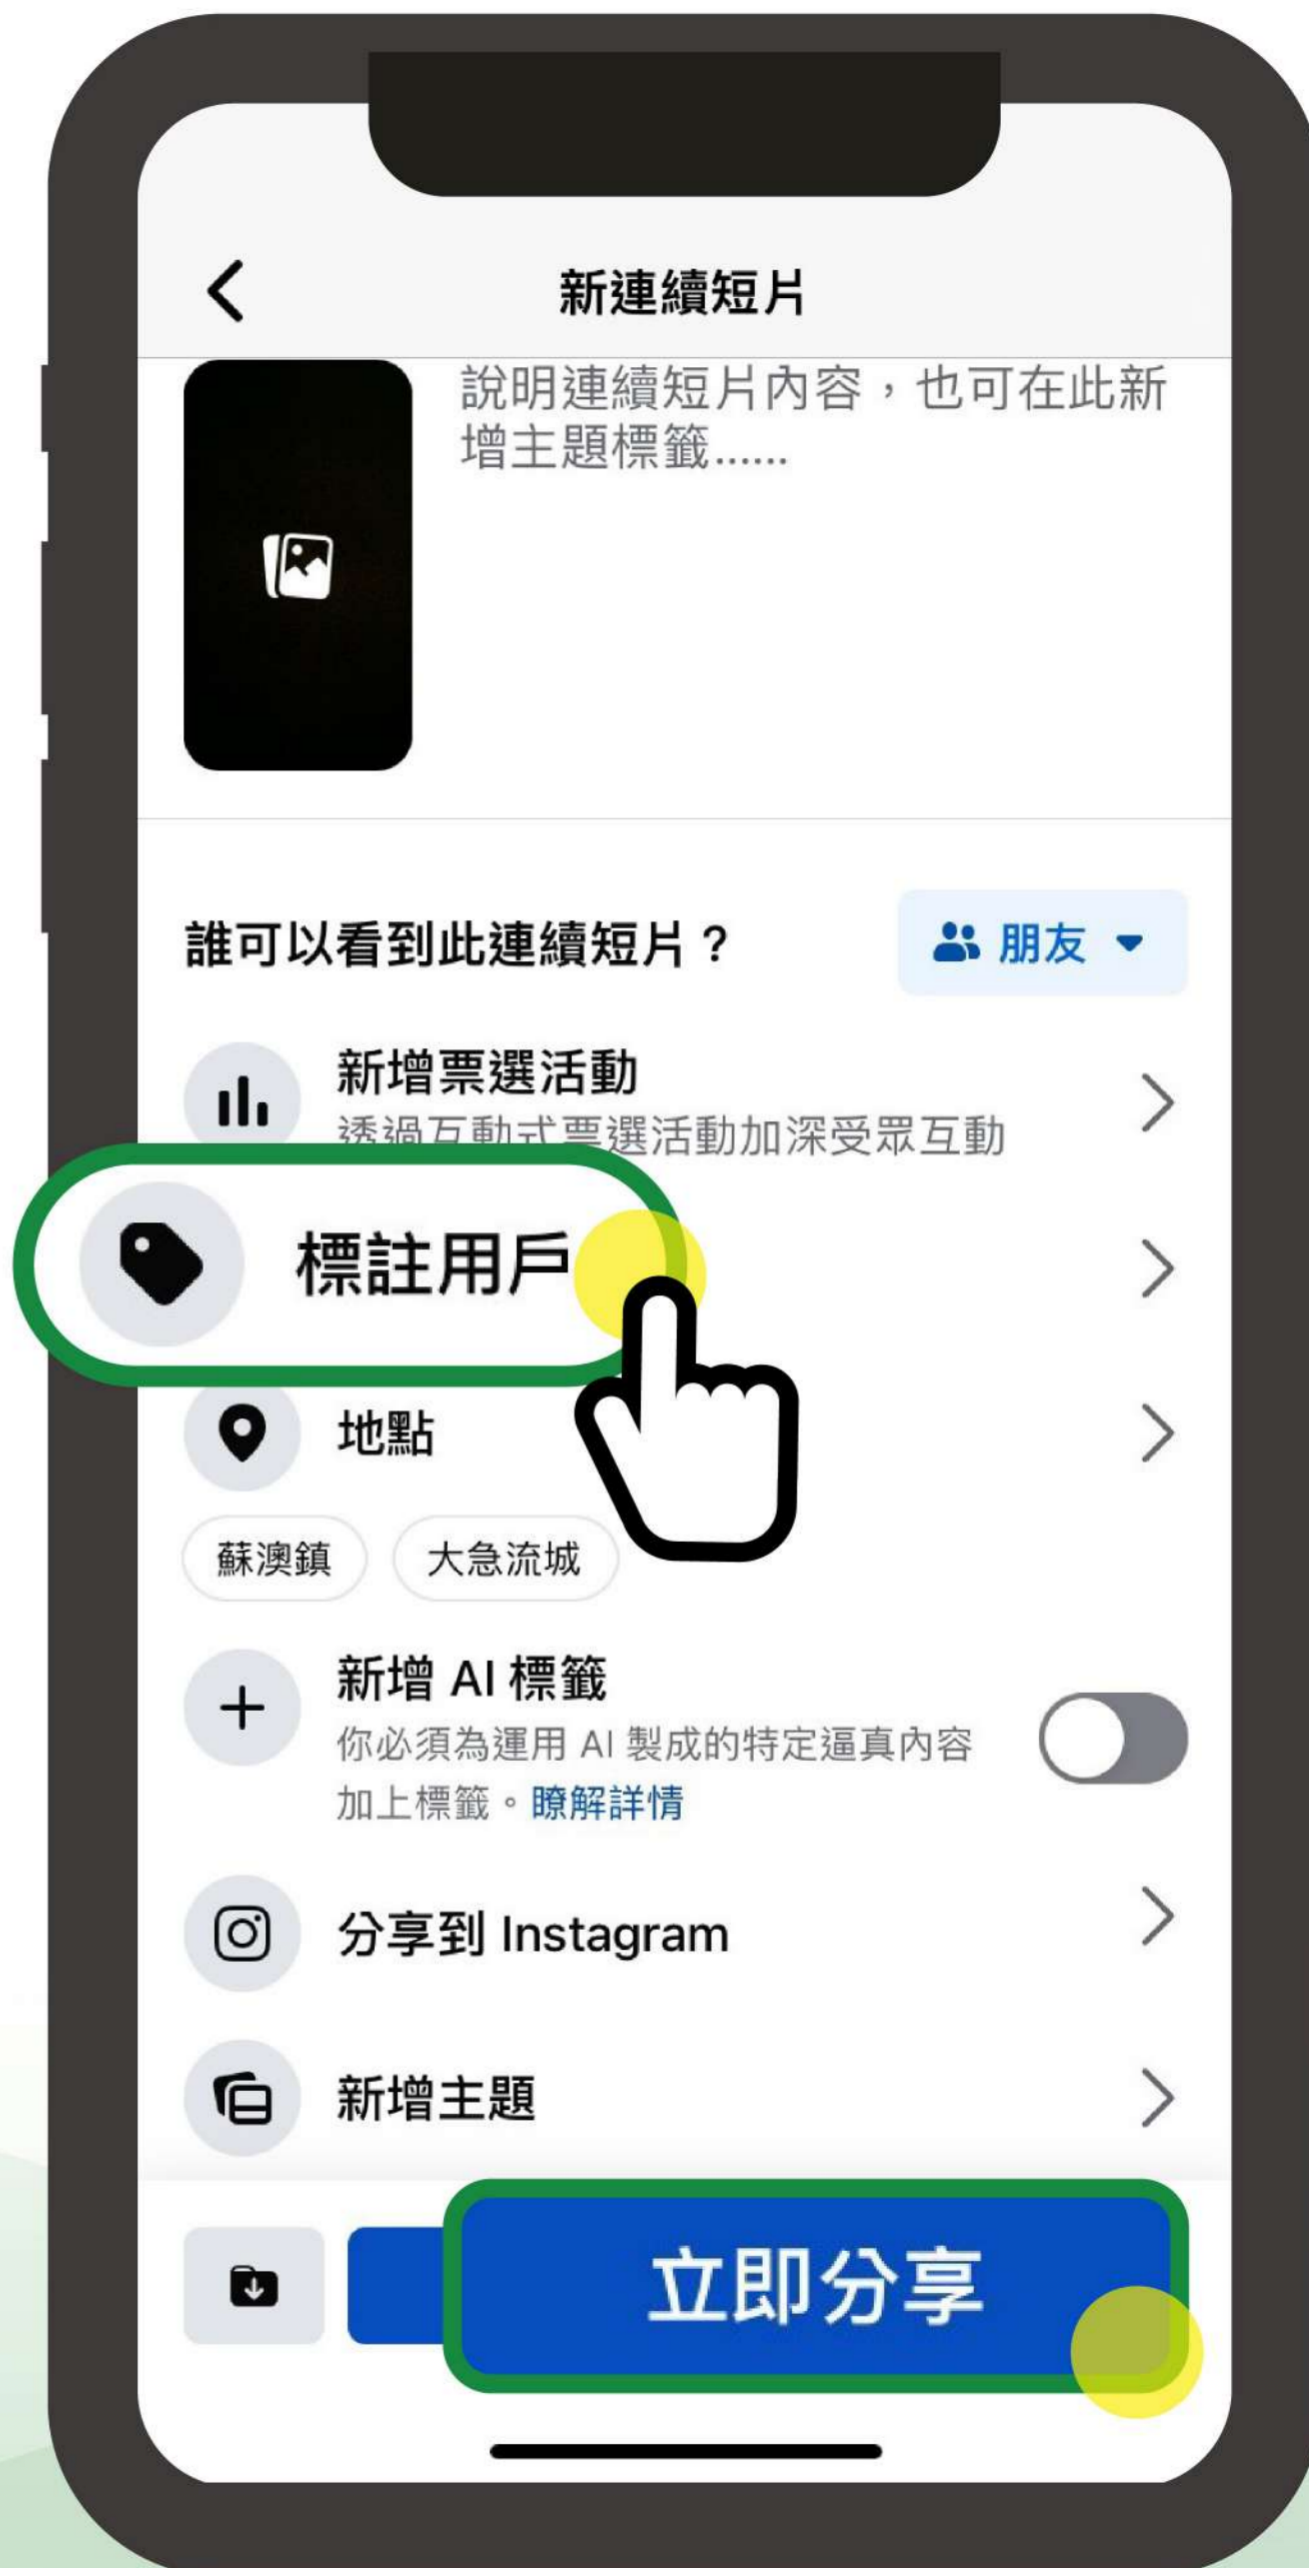 新連續短片
說明連續短片內容，也可在此新
增主題標籤......
誰可以看到此連續短片？
朋友
新增票選活動
透過互動式票選活動加深受眾互動
標註用戶
地點
蘇澳鎮 大急流城
新增 AI 標籤
你必須為運用 AI 製成的特定逼真內容
加上標籤。瞭解詳情
分享到 Instagram
新增主題
立即分享